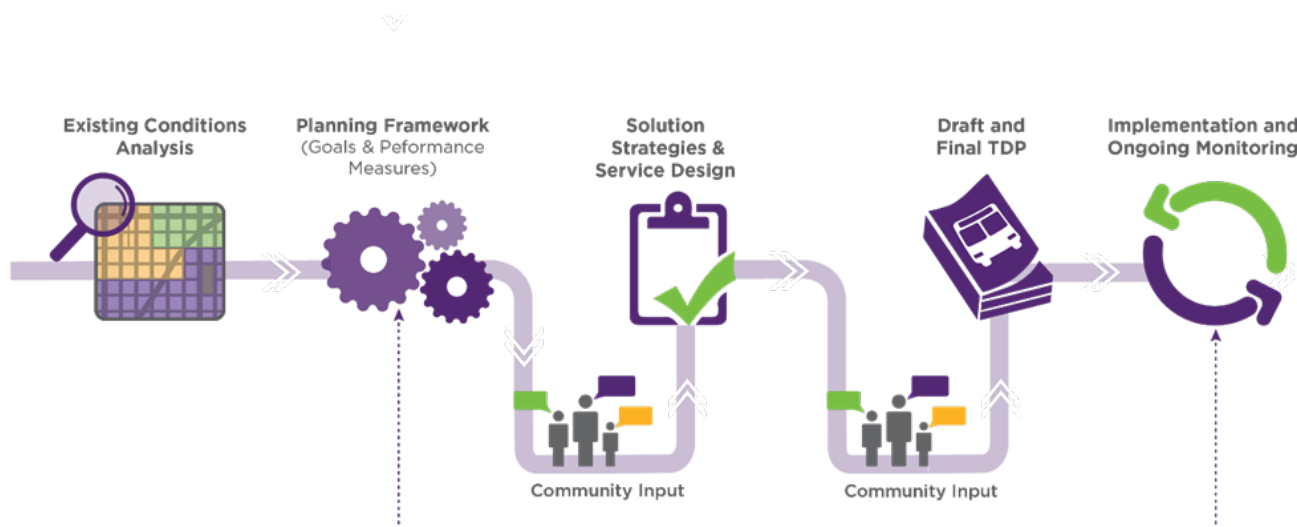 Existing Conditions
Analysis
Planning Framework
(Goals & Peformance
Measures)
Solution
Strategies &
Service Design
Draft and
Final TDP
Implementation and
Ongoing Monitoring
Community Input
Community Input